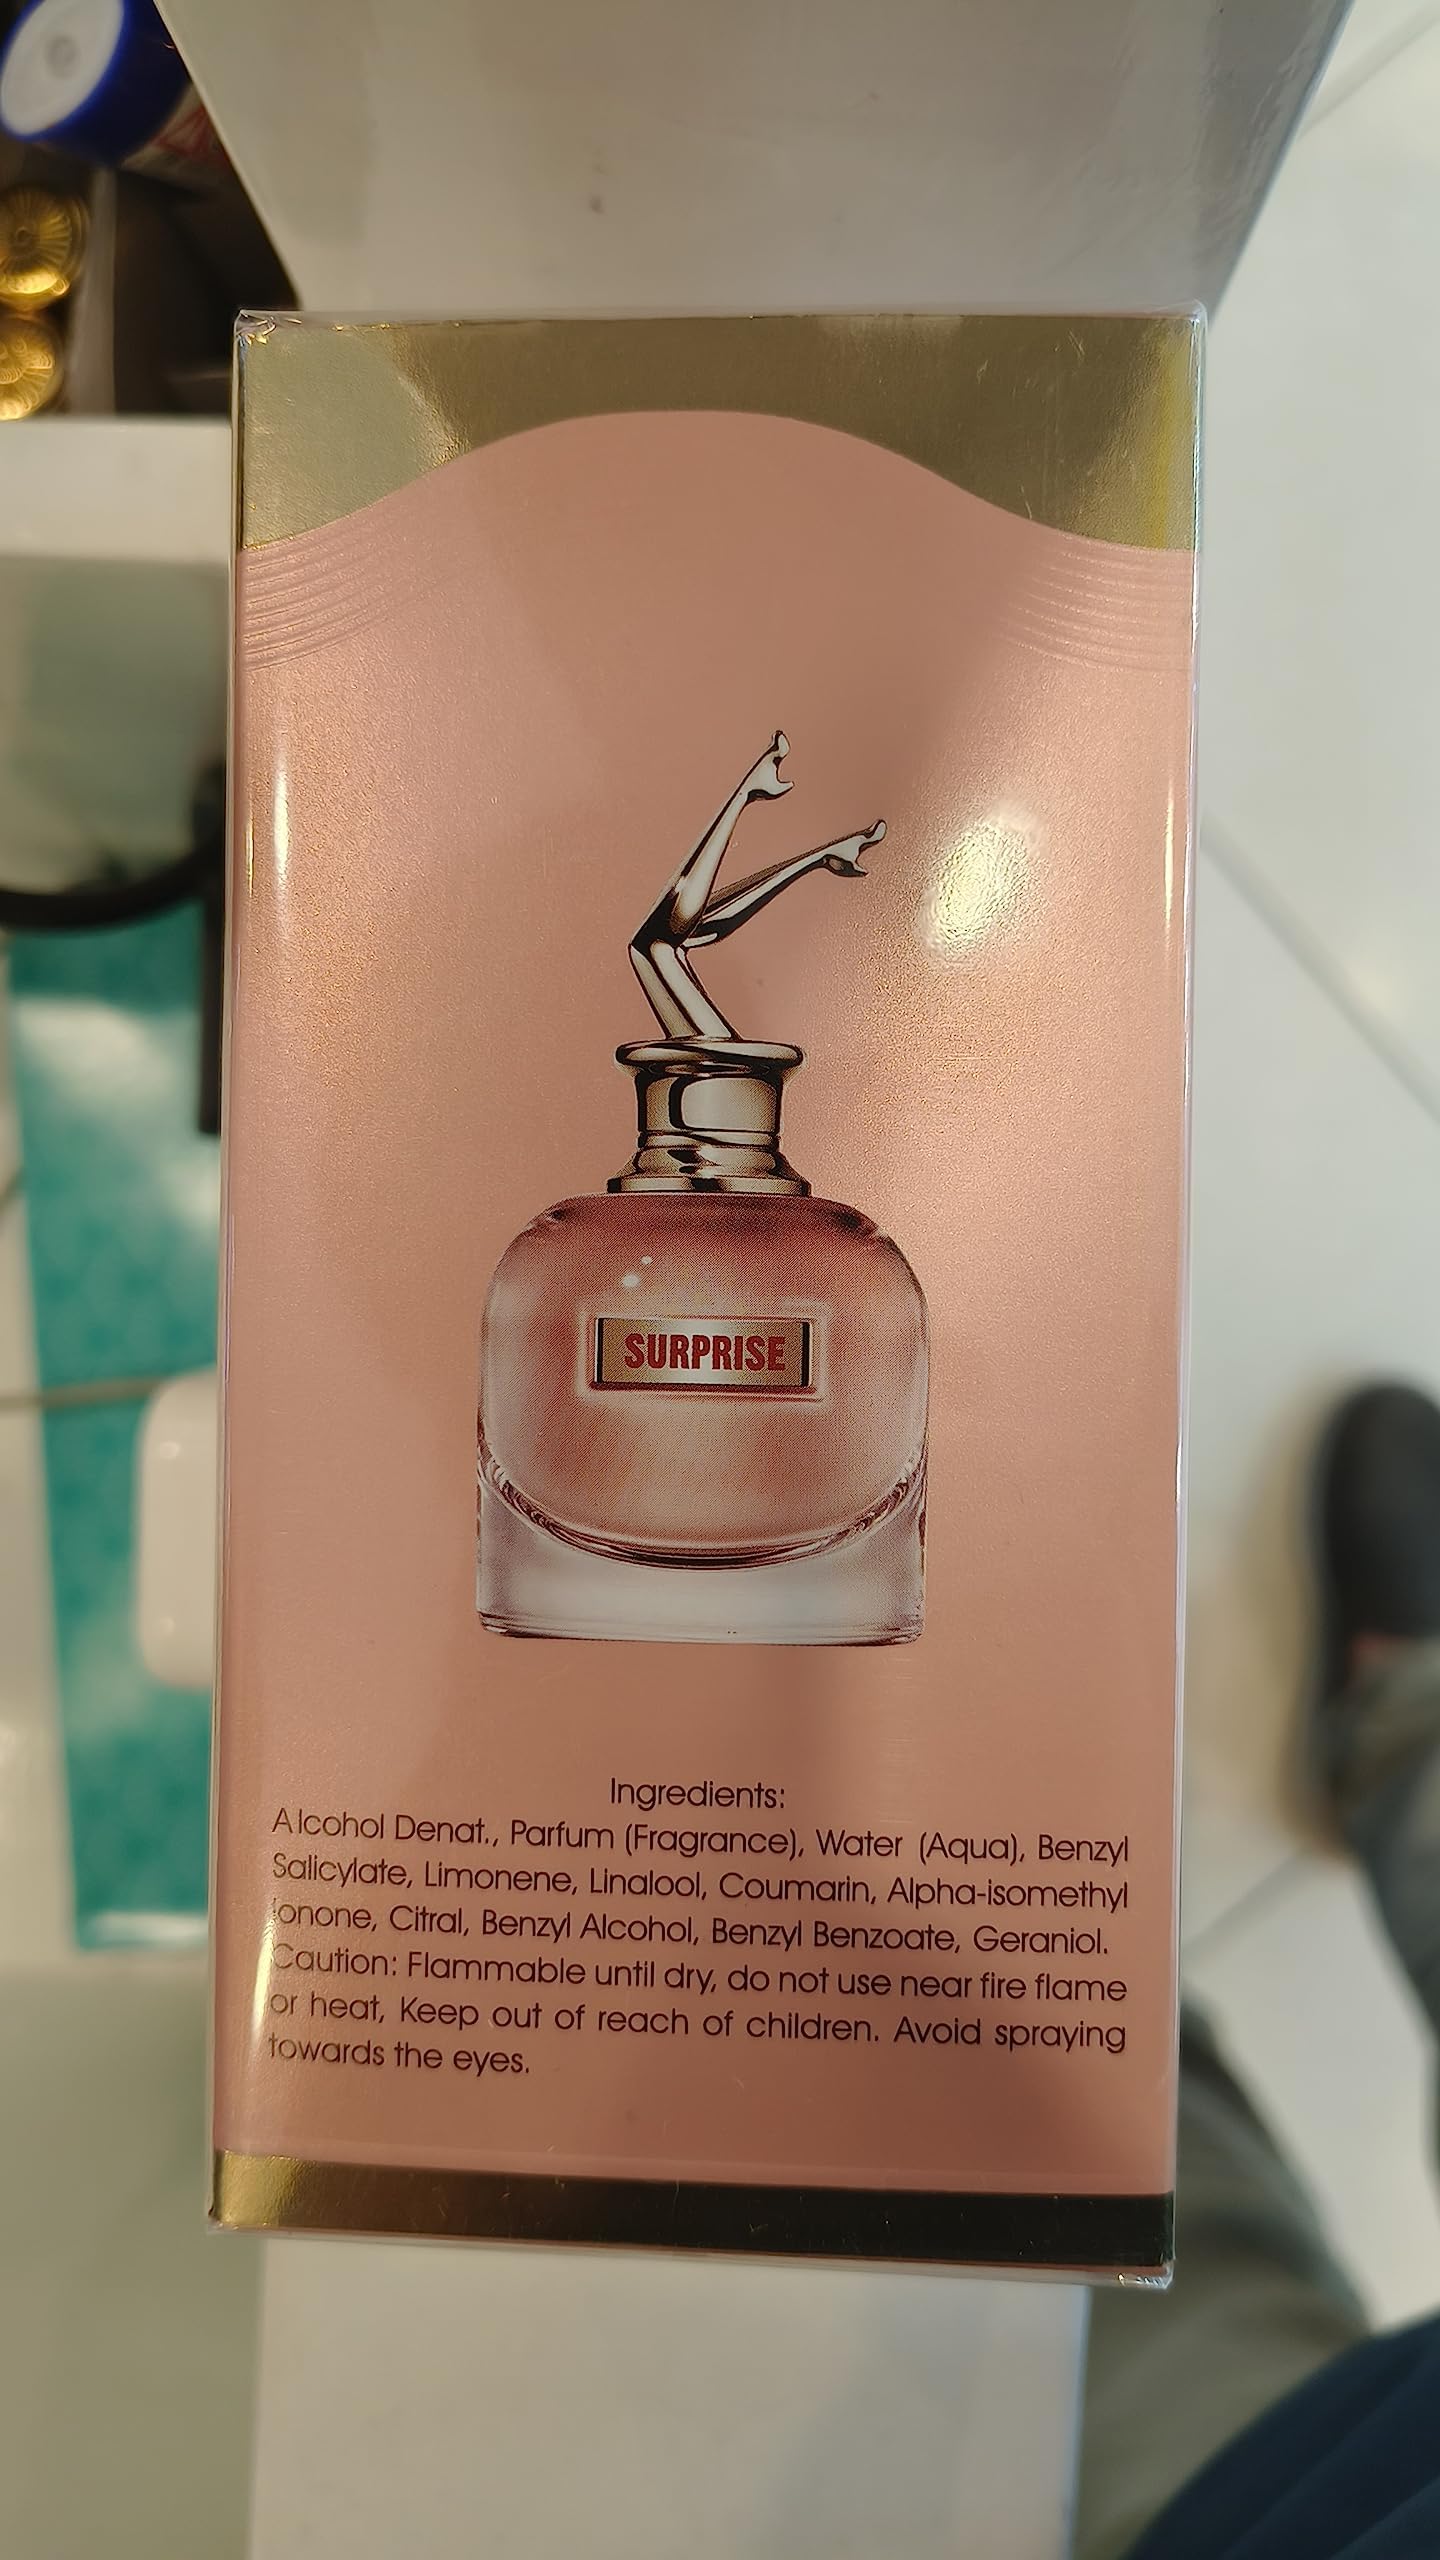 SURPRISE
Ingredients:
Alcohol Denat., Parfum (Fragrance), Water (Aqua), Benzyl
Salicylate, Limonene, Linalool, Coumarin, Alpha-isomethyl
Ionone, Citral, Benzyl Alcohol, Benzyl Benzoate, Geraniol.
Caution: Flammable until dry, do not use near fire flame
or heat, Keep out of reach of children. Avoid spraying
towards the eyes.